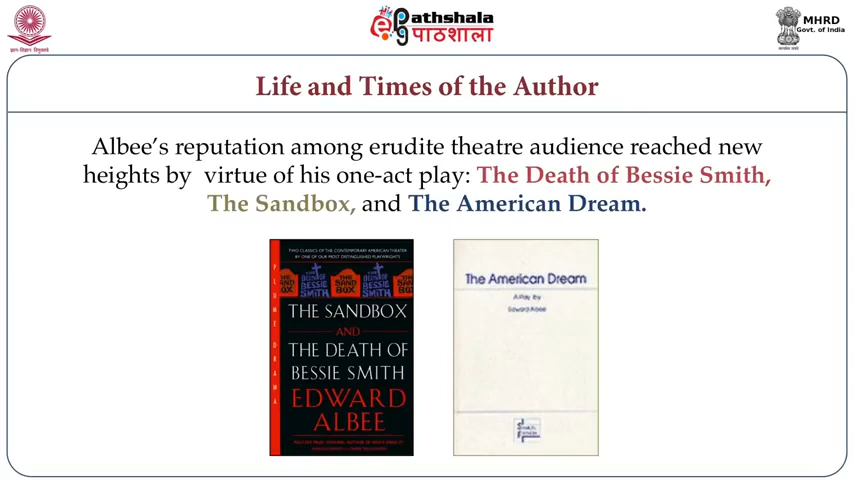 ePathshala
पाठशाला
MHRD
Govt. of India
Life and Times of the Author
Albee’s reputation among erudite theatre audience reached new
heights by virtue of his one-act play: The Death of Bessie Smith,
The Sandbox, and The American Dream.
TWO CLASSICS OF THE CONTEMPORARY AMERICAN THEATER
BY ONE OF OUR MOST DISTINGUISHED PLAYWRIGHTS
PLUME DRAMA
THE SANDBOX
AND
THE DEATH OF
BESSIE SMITH
EDWARD
ALBEE
The American Dream
A Play by
Edward Albee